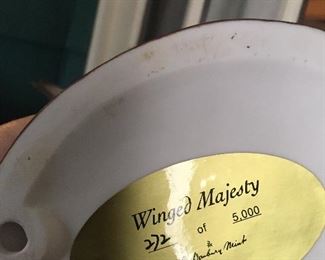 Winged Majesty
272 of 5,000
Danbury Mint